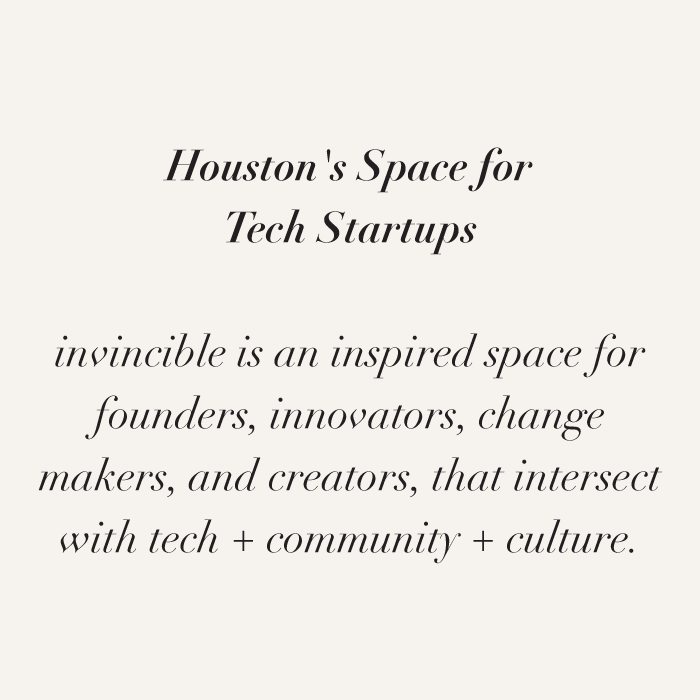 Houston's Space for
Tech Startups
invincible is an inspired space for
founders, innovators, change
makers, and creators, that intersect
with tech + community + culture.